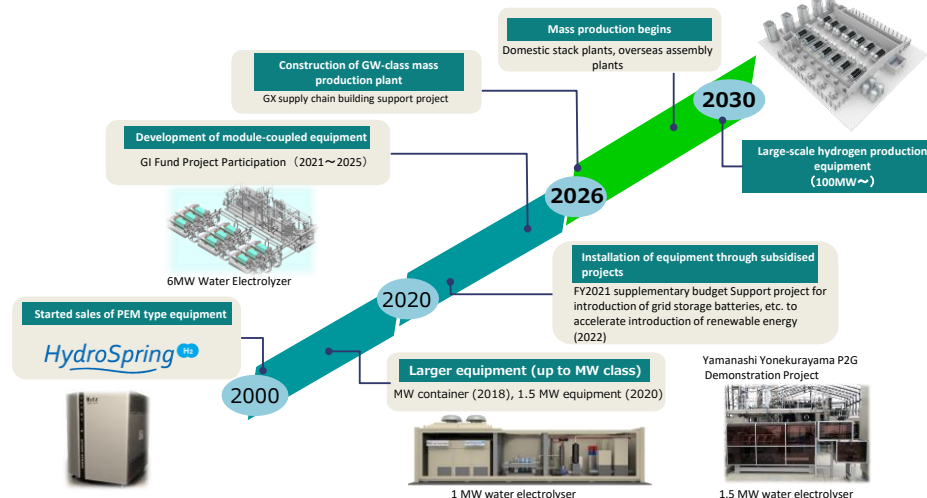 Mass production begins
Domestic stack plants, overseas assembly
plants
Construction of GW-class mass
production plant
GX supply chain building support project
2030
Development of module-coupled equipment
GI Fund Project Participation （2021～2025）
Large-scale hydrogen production
equipment
（100MW～）
2026
6MW Water Electrolyzer
Installation of equipment through subsidised
projects
FY2021 supplementary budget Support project for
introduction of grid storage batteries, etc. to
accelerate introduction of renewable energy
(2022)
2020
Started sales of PEM type equipment
HydroSpring H2
Larger equipment (up to MW class)
MW container (2018), 1.5 MW equipment (2020)
2000
Yamanashi Yonekurayama P2G
Demonstration Project
1 MW water electrolyser
1.5 MW water electrolyser